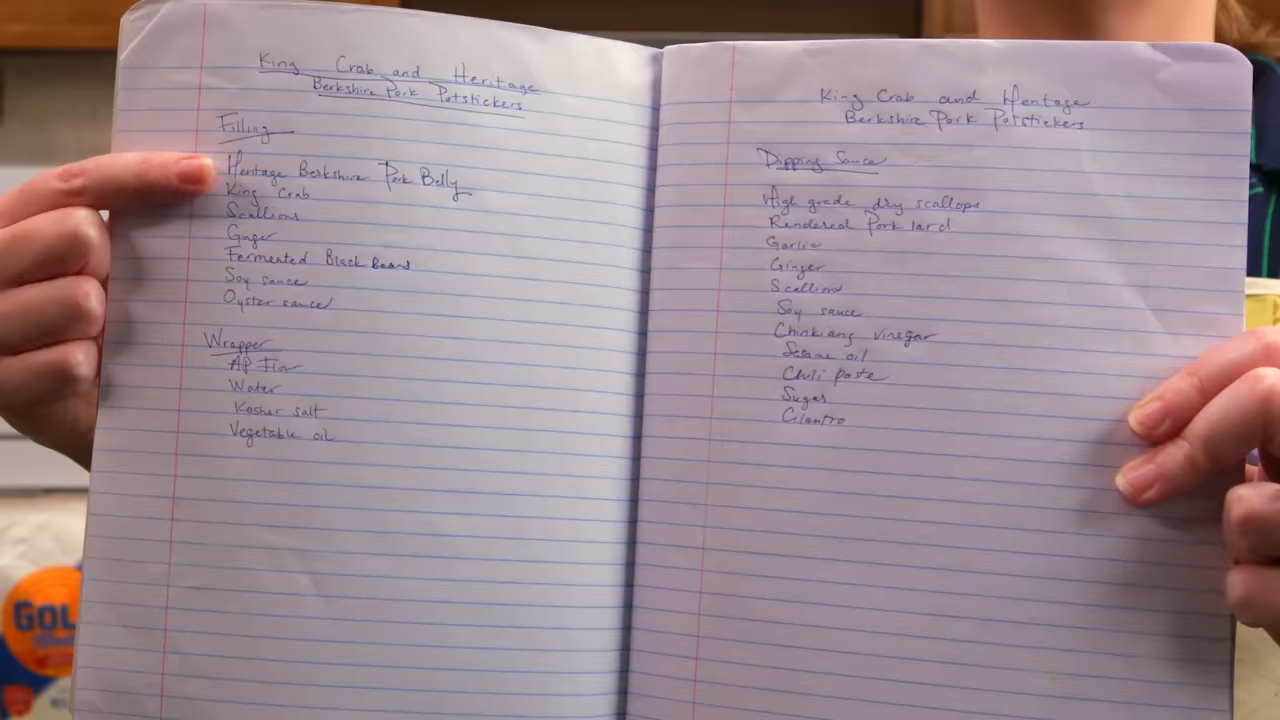 King Crab and Heritage
Berkshire Pork Potstickers
Filling
Heritage Berkshire Pork Belly
King Crab
Scallions
Ginger
Fermented Black Beans
Soy sauce
Oyster sauce
Wrapper
AP Flour
Water
Kosher salt
Vegetable oil
King Crab and Heritage
Berkshire Pork Potstickers
Dipping Sauce
High grade dry scallops
Rendered Pork lard
Garlic
Ginger
Scallions
Soy sauce
Chinkiang vinegar
Sesame oil
Chili paste
Sugar
Cilantro
GOL